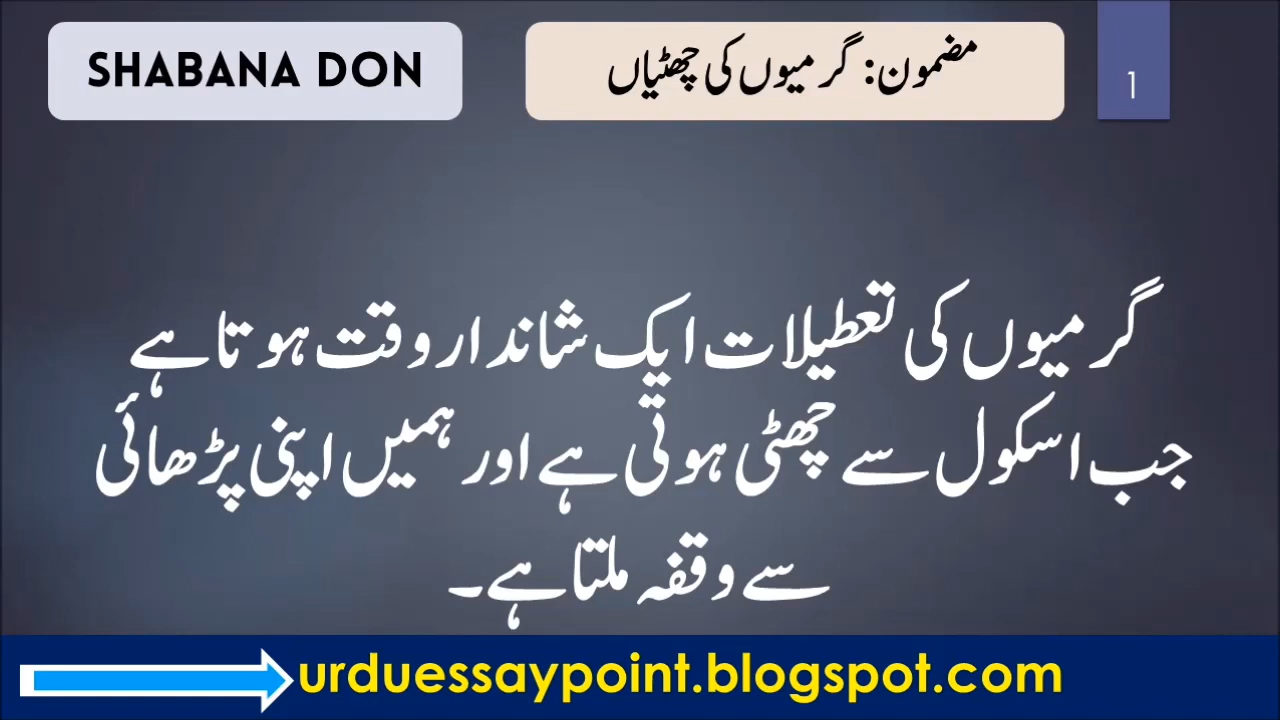 SHABANA DON
مضمون: گرمیوں کی چھٹیاں
1
گرمیوں کی تعطیلات ایک شاندار وقت ہوتا ہے
جب اسکول سے چھٹی ہوتی ہے اور ہمیں اپنی پڑھائی
سے وقفہ ملتا ہے۔
urduessaypoint.blogspot.com